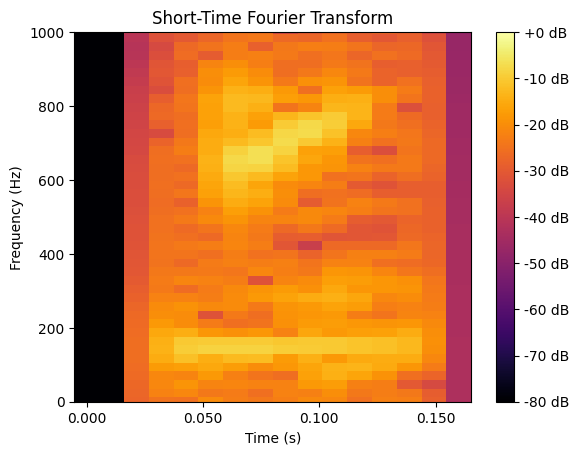 Short-Time Fourier Transform
1000
800
600
400
200
0
Frequency (Hz)
0.000
0.050
0.100
0.150
Time (s)
+0 dB
-10 dB
-20 dB
-30 dB
-40 dB
-50 dB
-60 dB
-70 dB
-80 dB